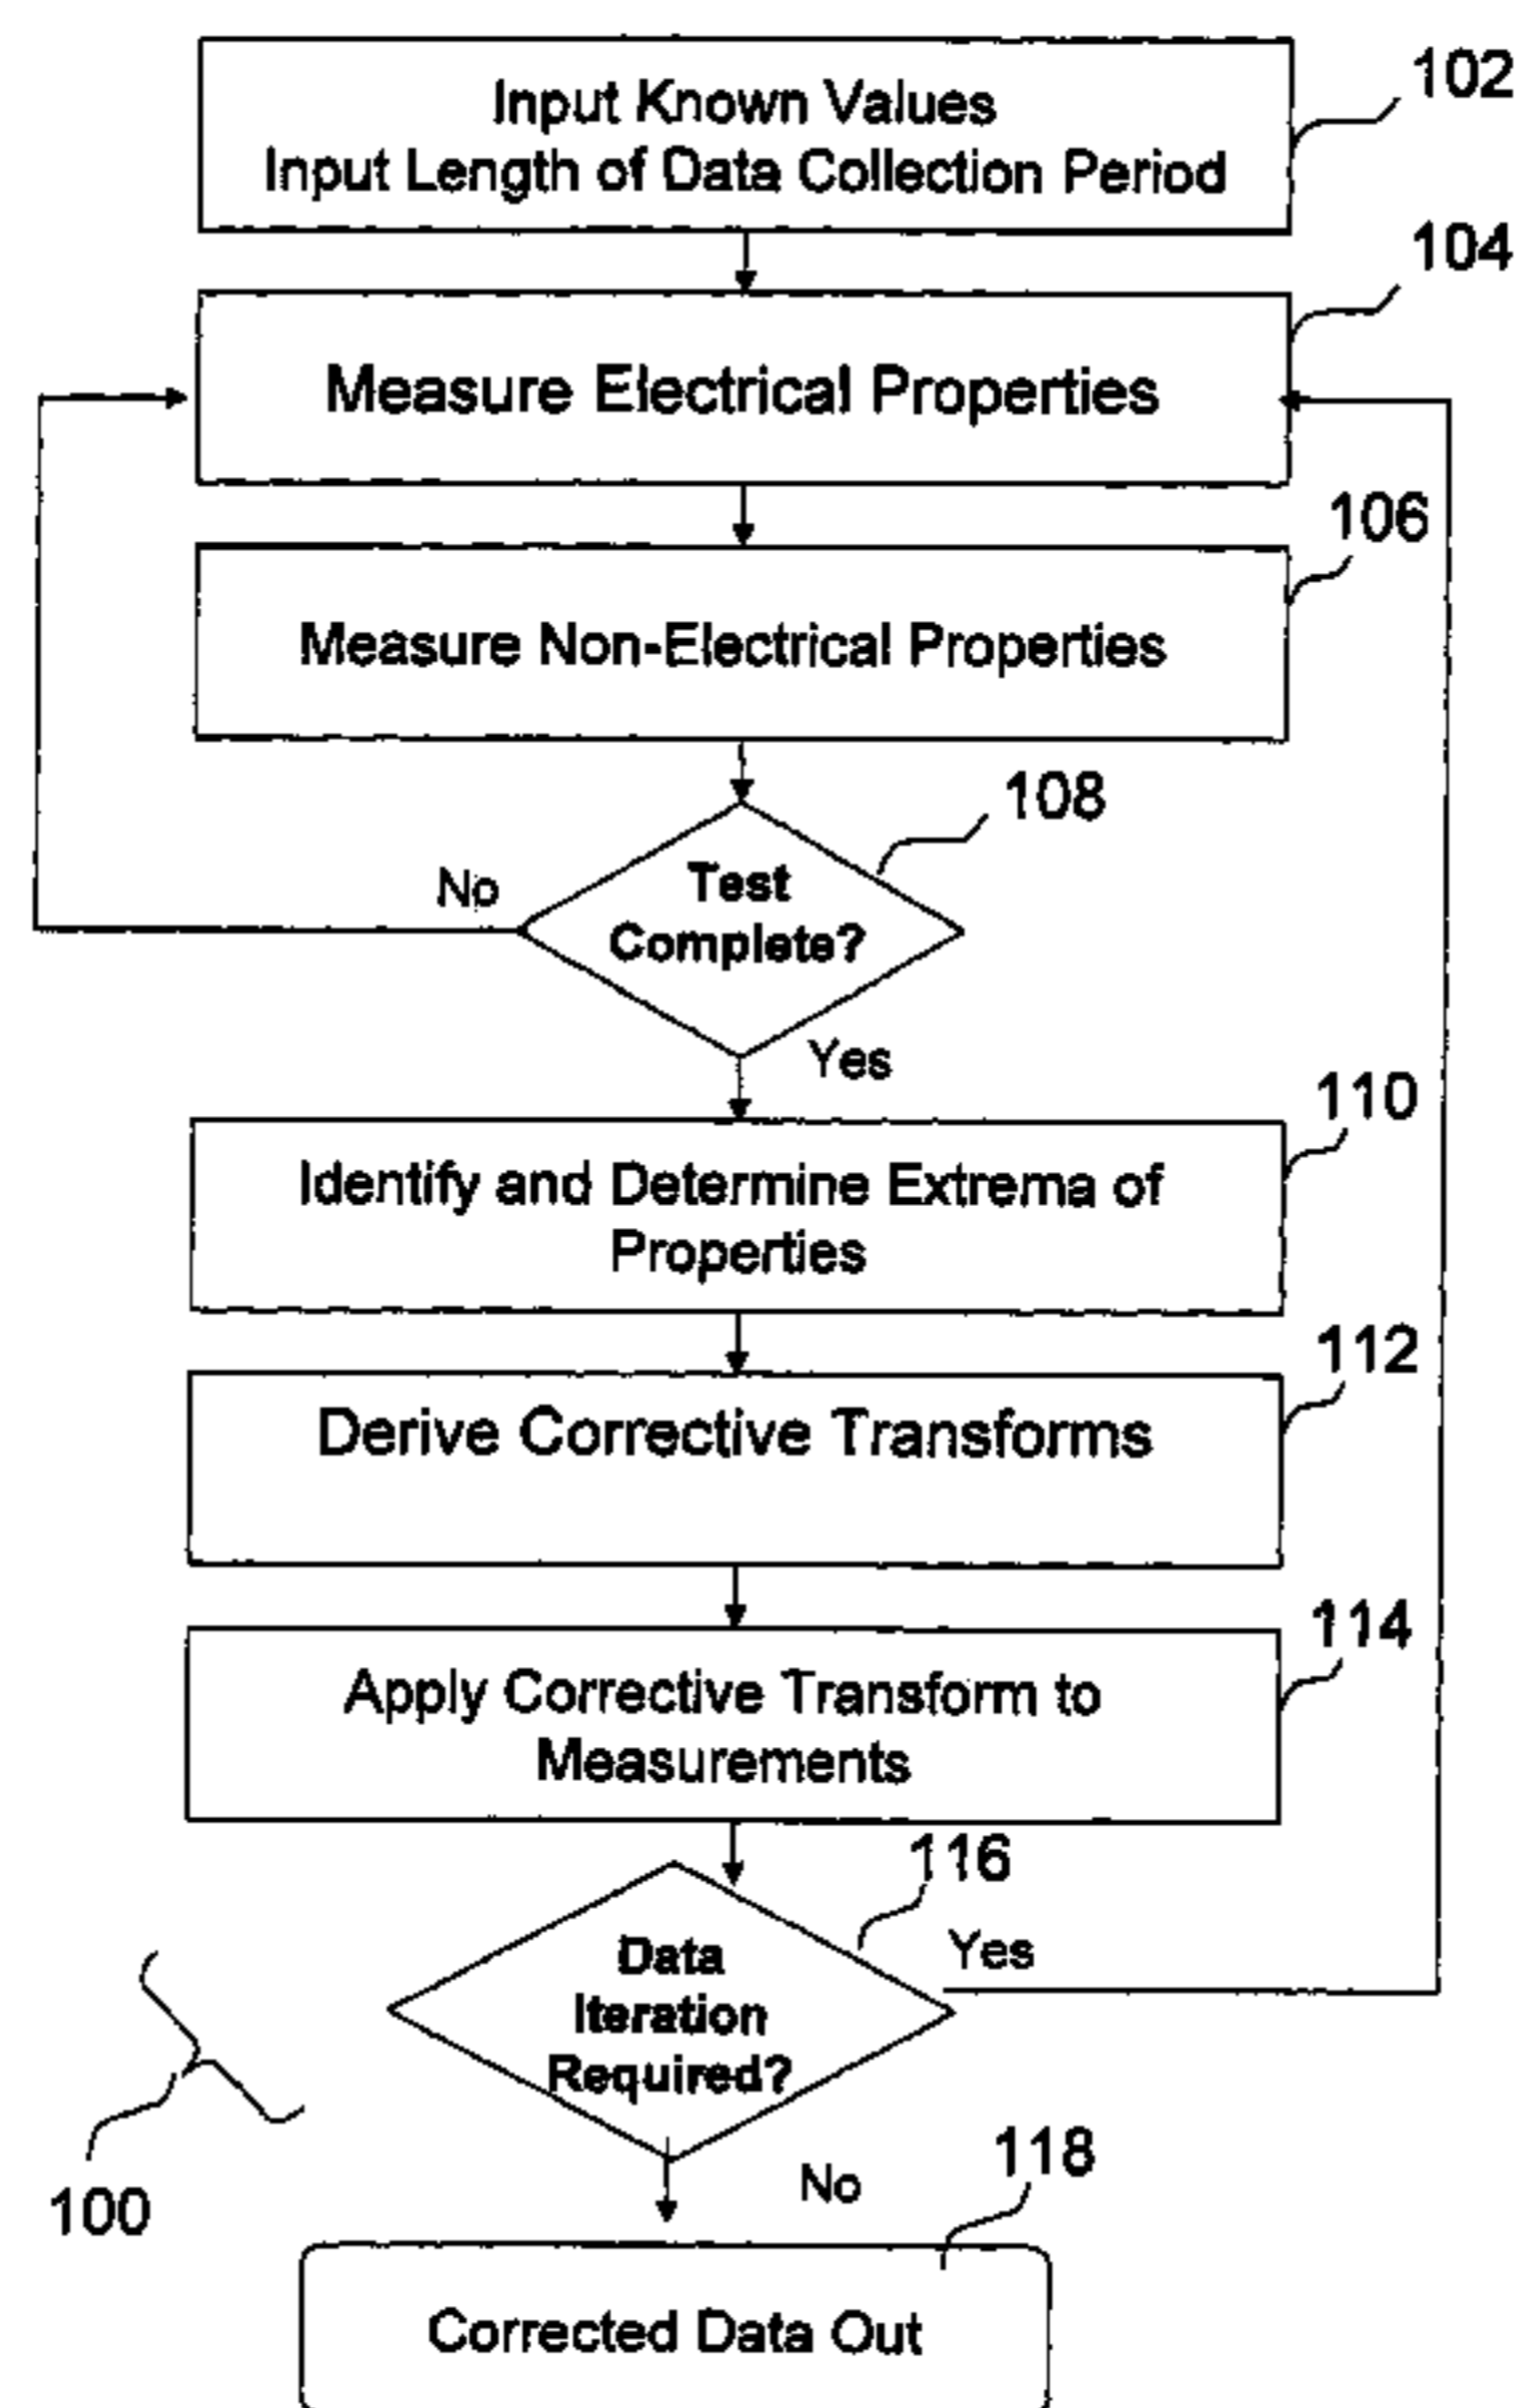 Input Known Values
Input Length of Data Collection Period
102
104
Measure Electrical Properties
106
Measure Non-Electrical Properties
108
No
Test
Complete?
Yes
110
Identify and Determine Extrema of
Properties
112
Derive Corrective Transforms
114
Apply Corrective Transform to
Measurements
116
Yes
Data
Iteration
Required?
100
No
118
Corrected Data Out